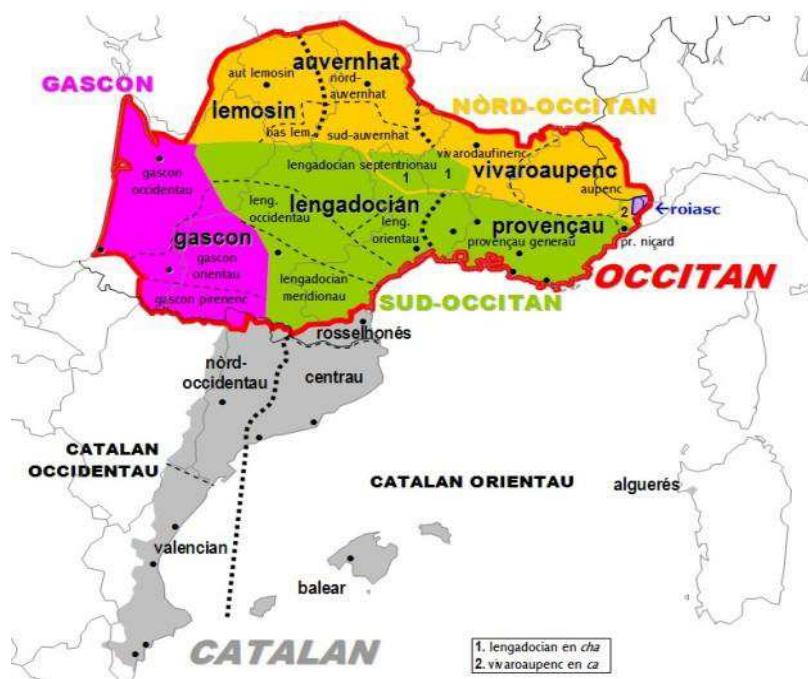 auvernhat
GASCON
aut lemosin
nòrd-
auvernhat
NÒRD-OCCITAN
lemosin
bas lem.
sud-auvernhat
vivarodaufinenc
gascon
occidentau
lengadocian septentrionau
1
1
vivaroaupenc
aupenc
2
←roiasc
leng.
occidentau
lengadocián
leng.
orientau
provençau
provençau generau
pr. niçard
gascon
gascon
orientau
gascon pirenenc
lengadocian
meridionau
SUD-OCCITAN
OCCITAN
rosselhonés
nòrd-
occidentau
centrau
CATALAN
OCCIDENTAU
CATALAN ORIENTAU
alguerés
valencian
balear
CATALAN
1. lengadocian en cha
2. vivaroaupenc en ca